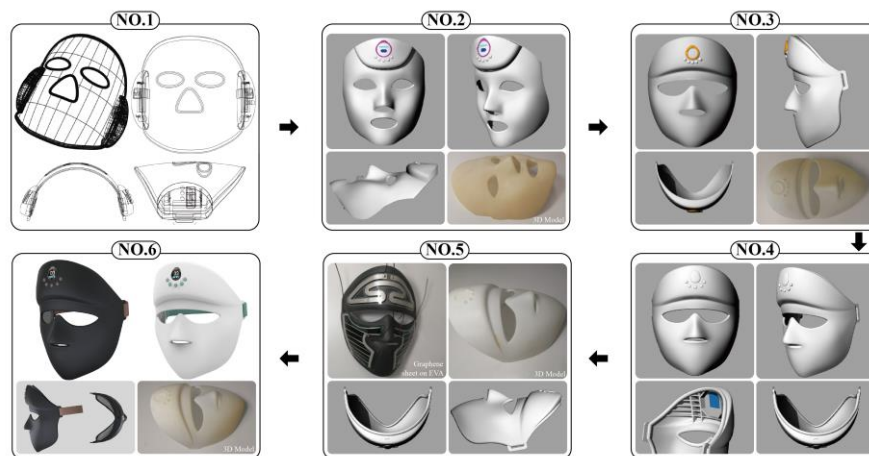 NO.1
NO.2
3D Model
NO.3
NO.6
3D Model
NO.5
Graphene
sheet on EVA
3D Model
NO.4